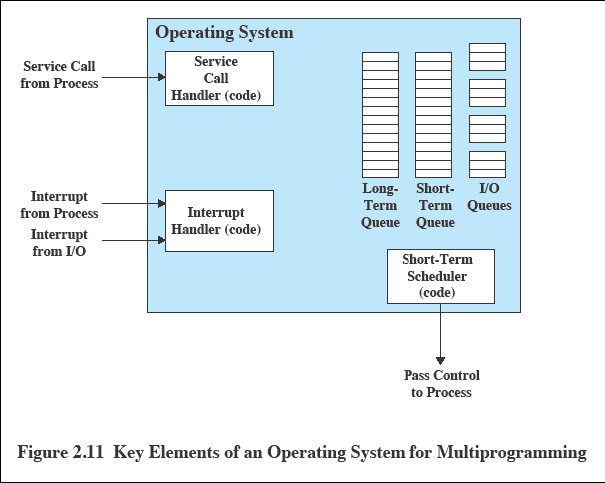 Operating System
Service Call
from Process
Service
Call
Handler (code)
Interrupt
from Process
Interrupt
from I/O
Interrupt
Handler (code)
Long-
Term
Queue
Short-
Term
Queue
I/O
Queues
Short-Term
Scheduler
(code)
Pass Control
to Process
Figure 2.11 Key Elements of an Operating System for Multiprogramming